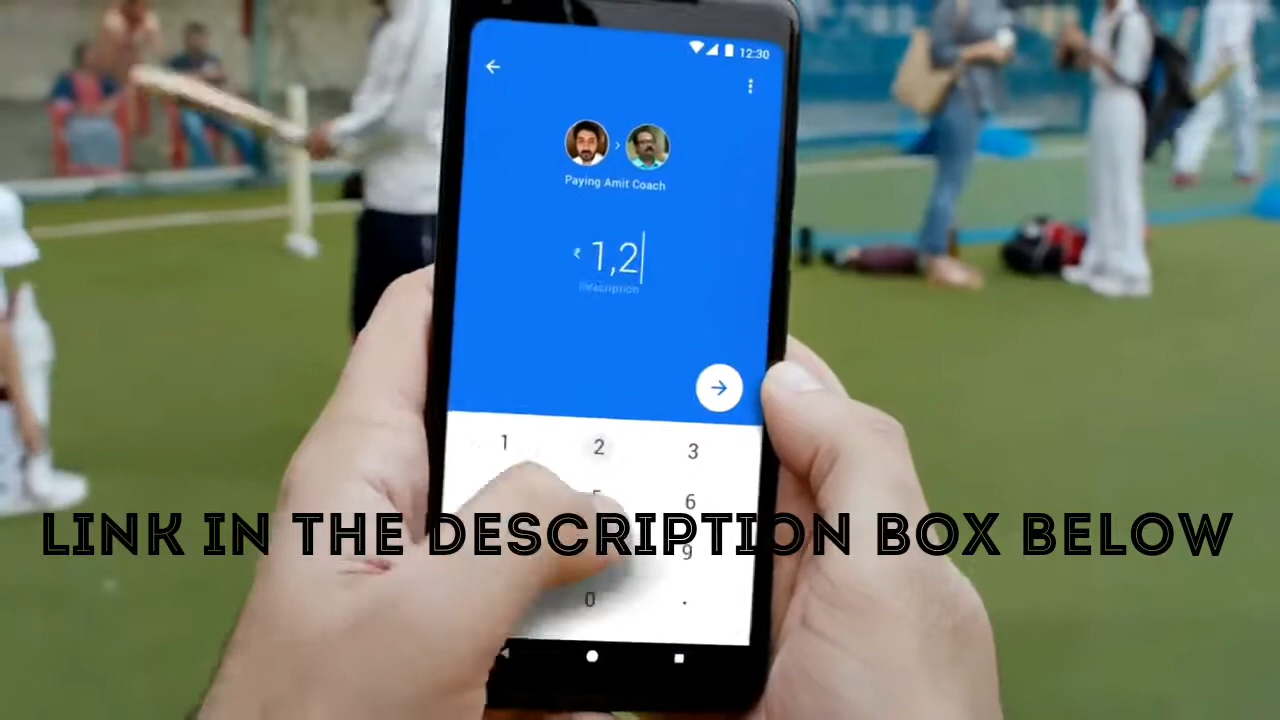 12:30
Paying Amit Coach
₹ 1,2
Description
1 2 3
6
9
0 .
LINK IN THE DESCRIPTION BOX BELOW